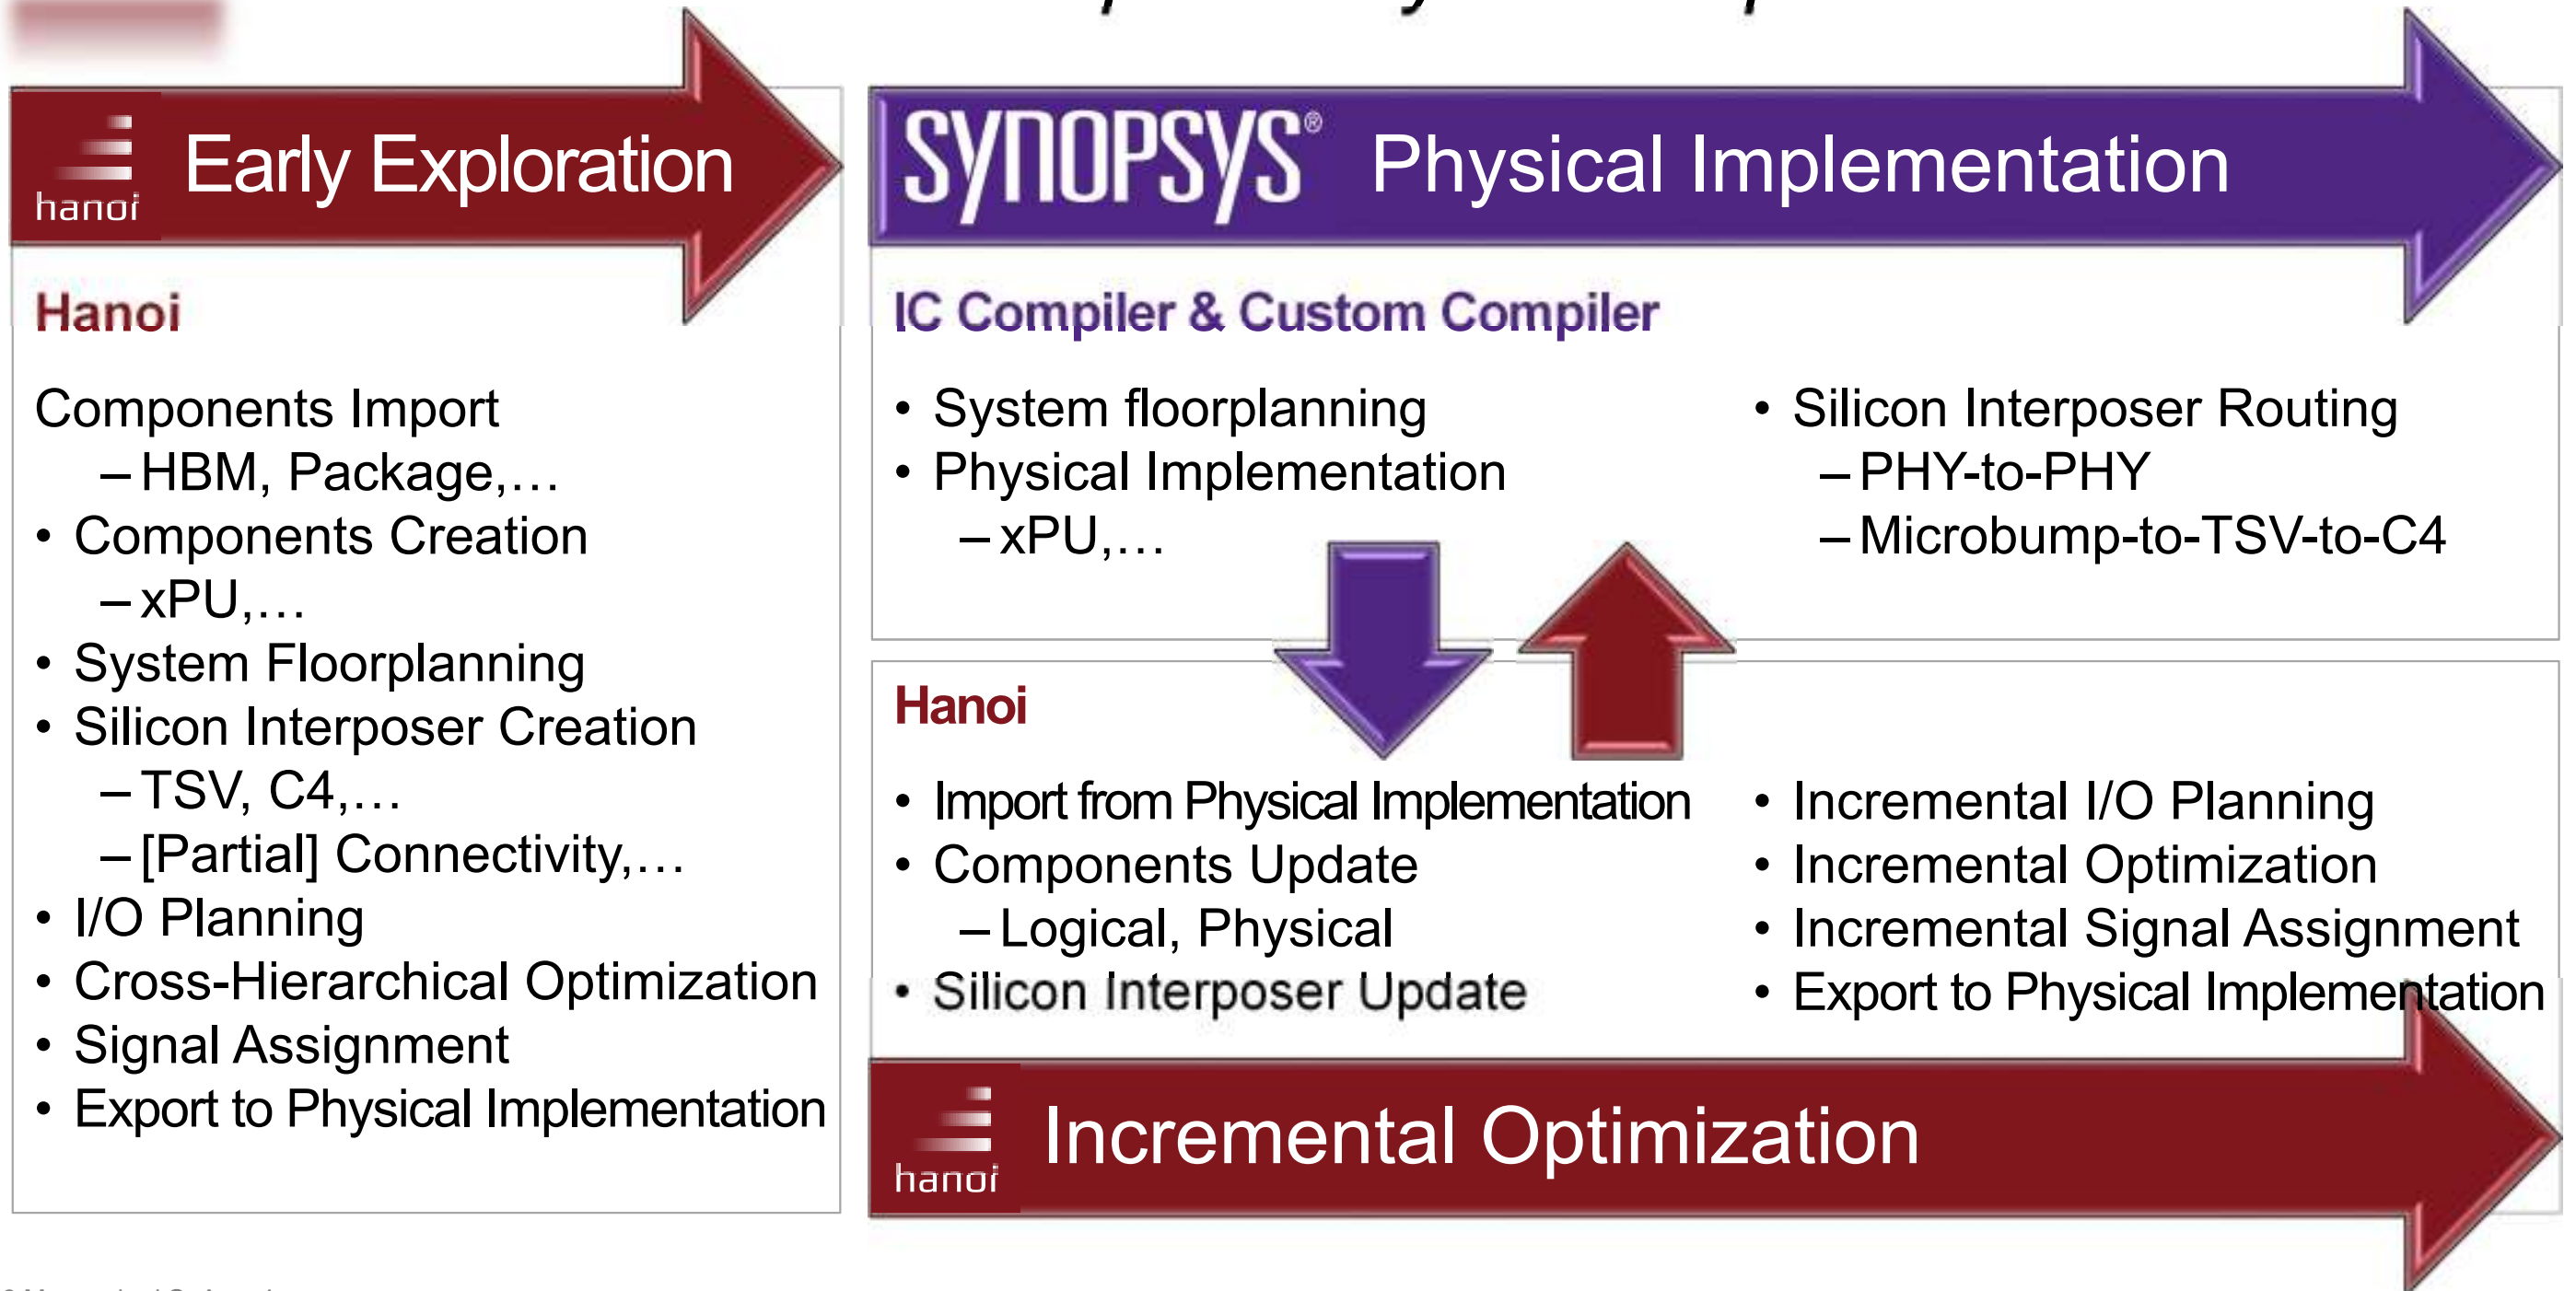 hanoi
Early Exploration
Hanoi
Components Import
– HBM, Package,…
• Components Creation
– xPU,…
• System Floorplanning
• Silicon Interposer Creation
– TSV, C4,…
– [Partial] Connectivity,…
• I/O Planning
• Cross-Hierarchical Optimization
• Signal Assignment
• Export to Physical Implementation
SYNOPSYS® Physical Implementation
IC Compiler & Custom Compiler
• System floorplanning
• Physical Implementation
– xPU,…
• Silicon Interposer Routing
– PHY-to-PHY
– Microbump-to-TSV-to-C4
Hanoi
• Import from Physical Implementation
• Components Update
– Logical, Physical
• Silicon Interposer Update
• Incremental I/O Planning
• Incremental Optimization
• Incremental Signal Assignment
• Export to Physical Implementation
hanoi
Incremental Optimization